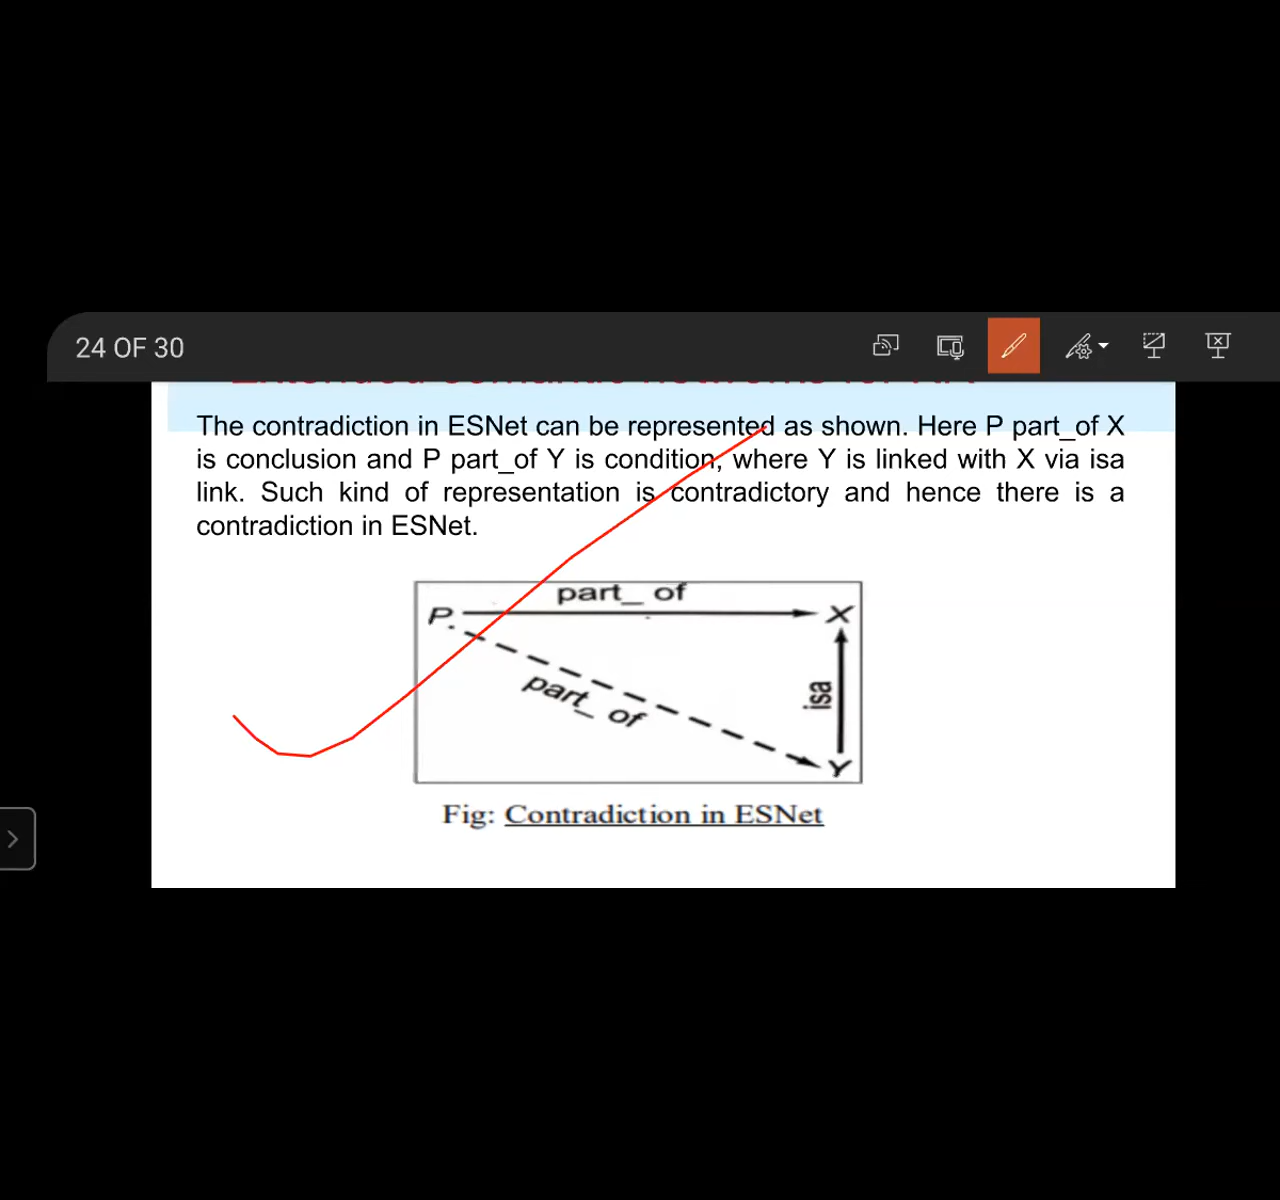 24 OF 30
The contradiction in ESNet can be represented as shown. Here P part_of X
is conclusion and P part_of Y is condition, where Y is linked with X via isa
link. Such kind of representation is contradictory and hence there is a
contradiction in ESNet.
part_ of
P. X
part_ of
isa
Y
Fig: Contradiction in ESNet